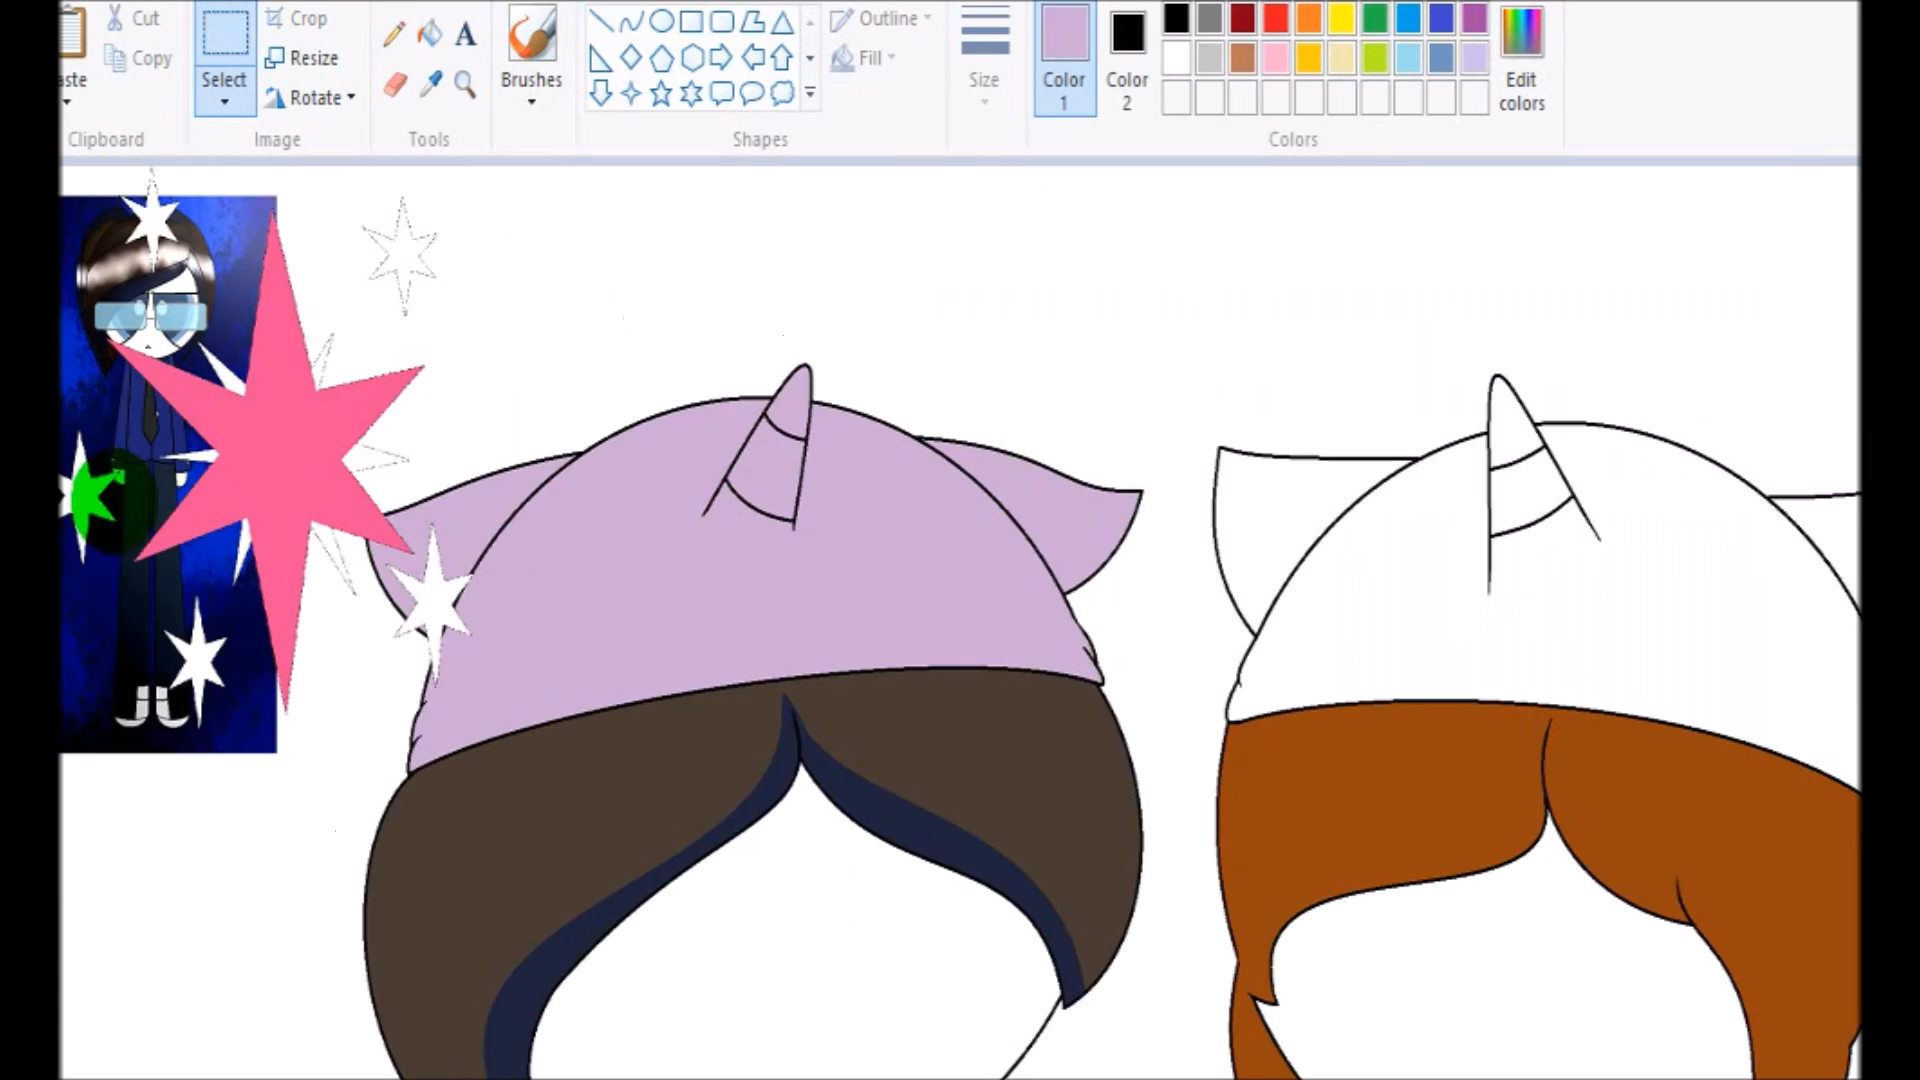 Cut
Copy
aste
Clipboard
Select
Crop
Resize
Rotate
Image
A
Tools
Brushes
Shapes
Outline
Fill
Size
Color
1
Color
2
Edit
colors
Colors